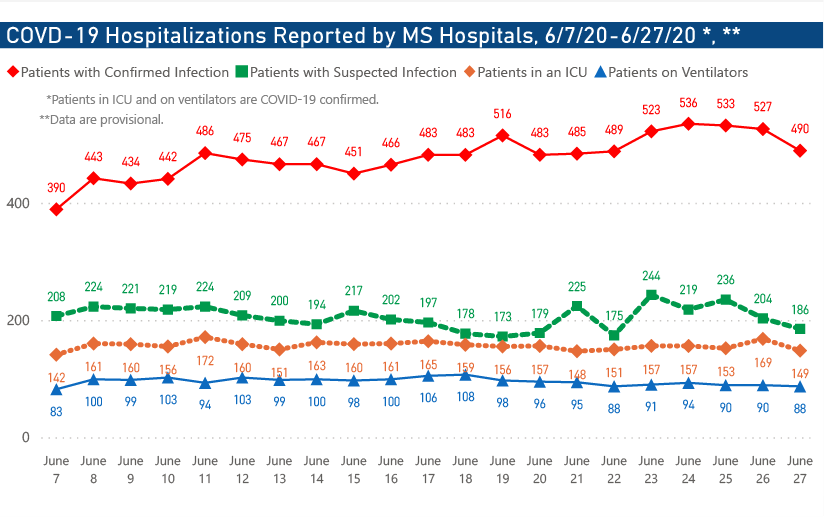 COVD-19 Hospitalizations Reported by MS Hospitals, 6/7/20-6/27/20 *, **
Patients with Confirmed Infection Patients with Suspected Infection Patients in an ICU Patients on Ventilators
*Patients in ICU and on ventilators are COVID-19 confirmed.
**Data are provisional.
390 443 434 442 486 475 467 467 451 466 483 483 516 483 485 489 523 536 533 527 490
400
208 224 221 219 224 209 200 194 217 202 197 178 173 179 225 175 244 219 236 204 186
200
142 161 160 156 172 160 151 163 160 161 165 159 156 157 148 151 157 157 153 169 149
83 100 99 103 94 103 99 100 98 100 106 108 98 96 95 88 91 94 90 90 88
0
June June June June June June June June June June June June June June June June June June June June June
7 8 9 10 11 12 13 14 15 16 17 18 19 20 21 22 23 24 25 26 27